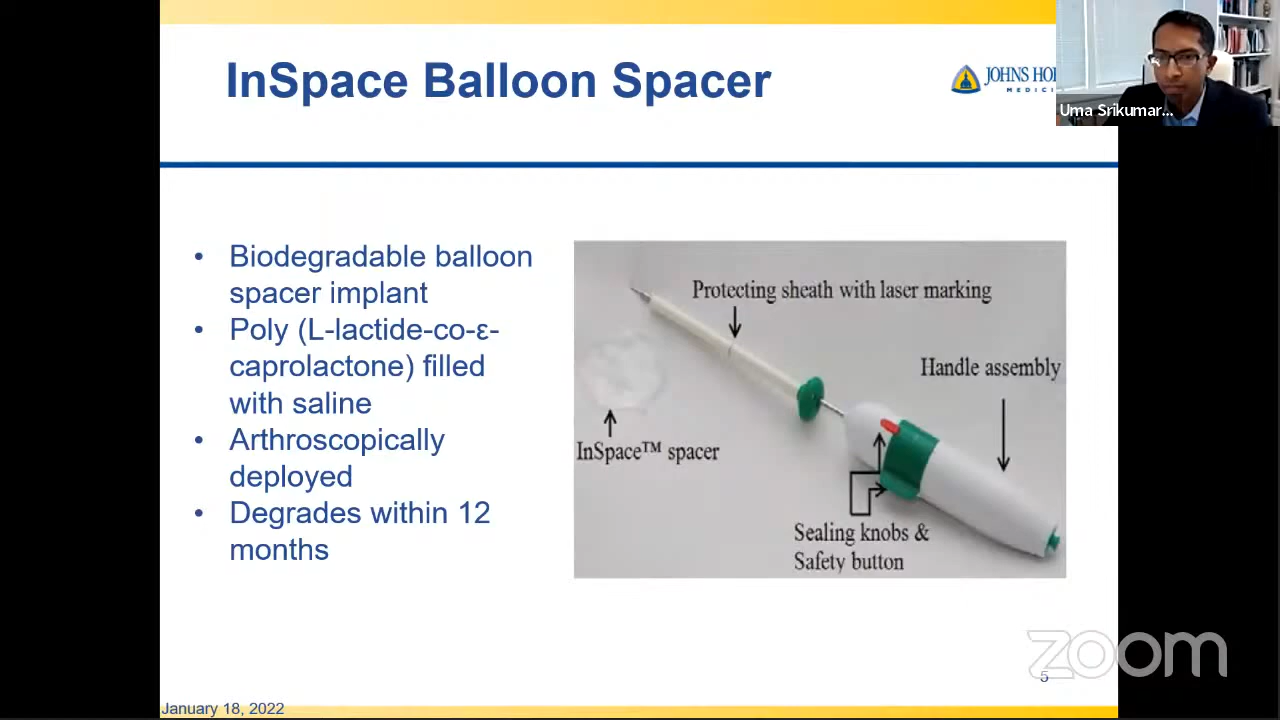 InSpace Balloon Spacer
JOHNS HO
MEDICI
Uma Srikumar...
• Biodegradable balloon
spacer implant
• Poly (L-lactide-co-ε-
caprolactone) filled
with saline
• Arthroscopically
deployed
• Degrades within 12
months
Protecting sheath with laser marking
Handle assembly
InSpace™ spacer
Sealing knobs &
Safety button
zoom
5
January 18, 2022